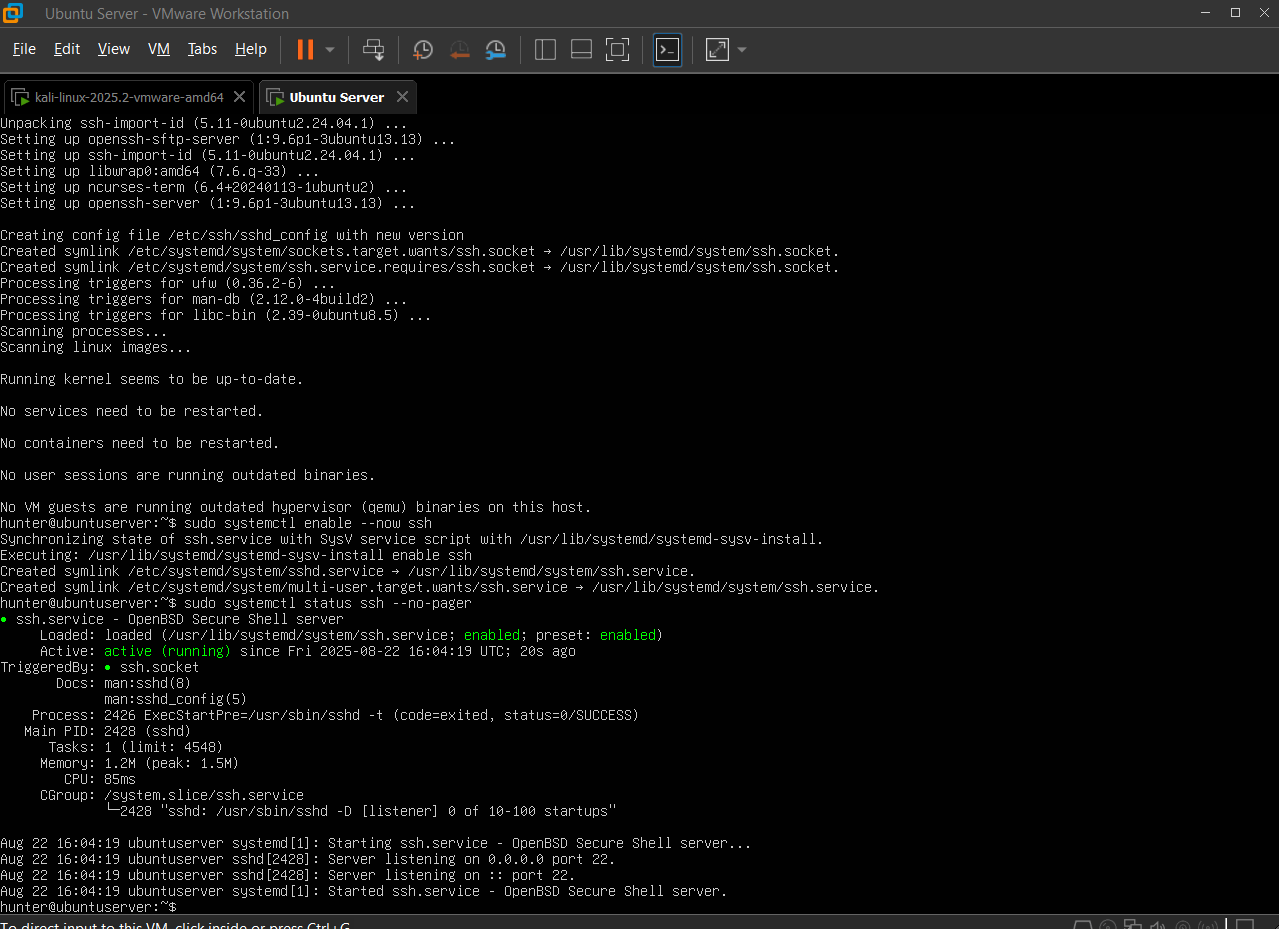 Ubuntu Server - VMware Workstation
File Edit View VM Tabs Help
kali-linux-2025.2-vmware-amd64
Ubuntu Server
Unpacking ssh-import-id (5.11-0ubuntu2.24.04.1) ...
Setting up openssh-sftp-server (1:9.6p1-3ubuntu13.13) ...
Setting up ssh-import-id (5.11-0ubuntu2.24.04.1) ...
Setting up libwrap0:amd64 (7.6.q-33) ...
Setting up ncurses-term (6.4+20240113-1ubuntu2) ...
Setting up openssh-server (1:9.6p1-3ubuntu13.13) ...
Creating config file /etc/ssh/sshd_config with new version
Created symlink /etc/systemd/system/sockets.target.wants/ssh.socket → /usr/lib/systemd/system/ssh.socket.
Created symlink /etc/systemd/system/ssh.service.requires/ssh.socket → /usr/lib/systemd/system/ssh.socket.
Processing triggers for ufw (0.36.2-6) ...
Processing triggers for man-db (2.12.0-4build2) ...
Processing triggers for libc-bin (2.39-0ubuntu8.5) ...
Scanning processes...
Scanning linux images...
Running kernel seems to be up-to-date.
No services need to be restarted.
No containers need to be restarted.
No user sessions are running outdated binaries.
No VM guests are running outdated hypervisor (qemu) binaries on this host.
hunter@ubuntuserver:~$ sudo systemctl enable --now ssh
Synchronizing state of ssh.service with SysV service script with /usr/lib/systemd/systemd-sysv-install.
Executing: /usr/lib/systemd/systemd-sysv-install enable ssh
Created symlink /etc/systemd/system/sshd.service → /usr/lib/systemd/system/ssh.service.
Created symlink /etc/systemd/system/multi-user.target.wants/ssh.service → /usr/lib/systemd/system/ssh.service.
hunter@ubuntuserver:~$ sudo systemctl status ssh --no-pager
● ssh.service - OpenBSD Secure Shell server
Loaded: loaded (/usr/lib/systemd/system/ssh.service; enabled; preset: enabled)
Active: active (running) since Fri 2025-08-22 16:04:19 UTC; 20s ago
TriggeredBy: ● ssh.socket
Docs: man:sshd(8)
man:sshd_config(5)
Process: 2426 ExecStartPre=/usr/sbin/sshd -t (code=exited, status=0/SUCCESS)
Main PID: 2428 (sshd)
Tasks: 1 (limit: 4548)
Memory: 1.2M (peak: 1.5M)
CPU: 85ms
CGroup: /system.slice/ssh.service
└─2428 "sshd: /usr/sbin/sshd -D [listener] 0 of 10-100 startups"
Aug 22 16:04:19 ubuntuserver systemd[1]: Starting ssh.service - OpenBSD Secure Shell server...
Aug 22 16:04:19 ubuntuserver sshd[2428]: Server listening on 0.0.0.0 port 22.
Aug 22 16:04:19 ubuntuserver sshd[2428]: Server listening on :: port 22.
Aug 22 16:04:19 ubuntuserver systemd[1]: Started ssh.service - OpenBSD Secure Shell server.
hunter@ubuntuserver:~$
To direct input to this VM, click inside or press Ctrl+G.